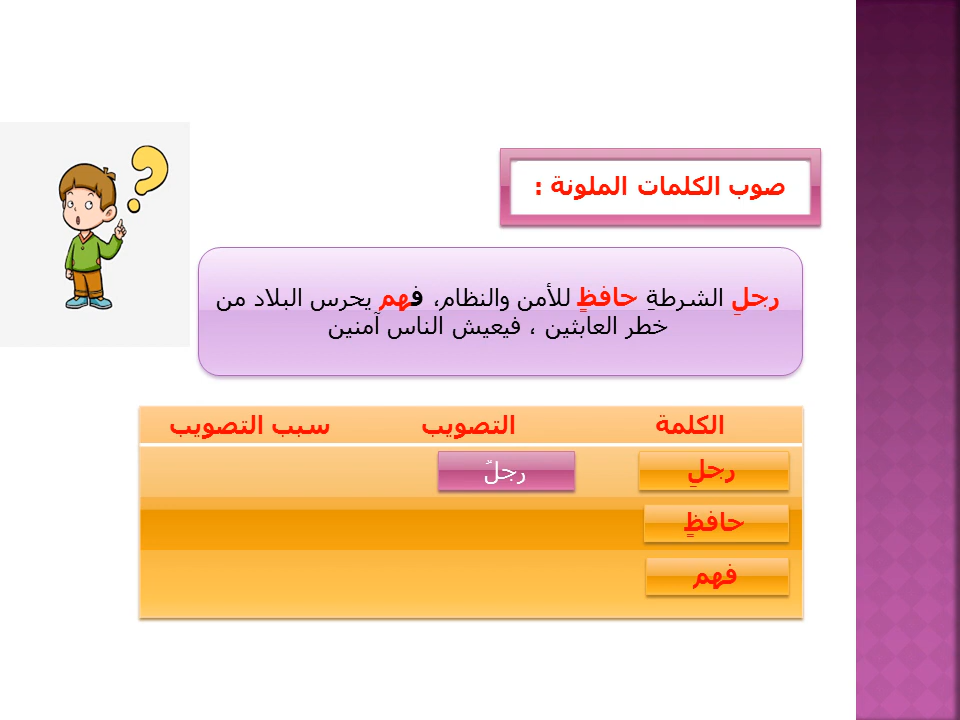 صوب الكلمات الملونة :
رجلِ الشرطةِ حافظٍ للأمن والنظام، فهم يحرس البلاد من
خطر العابثين ، فيعيش الناس آمنين
الكلمة التصويب سبب التصويب
رجلِ رجلُ
حافظٍ
فهم